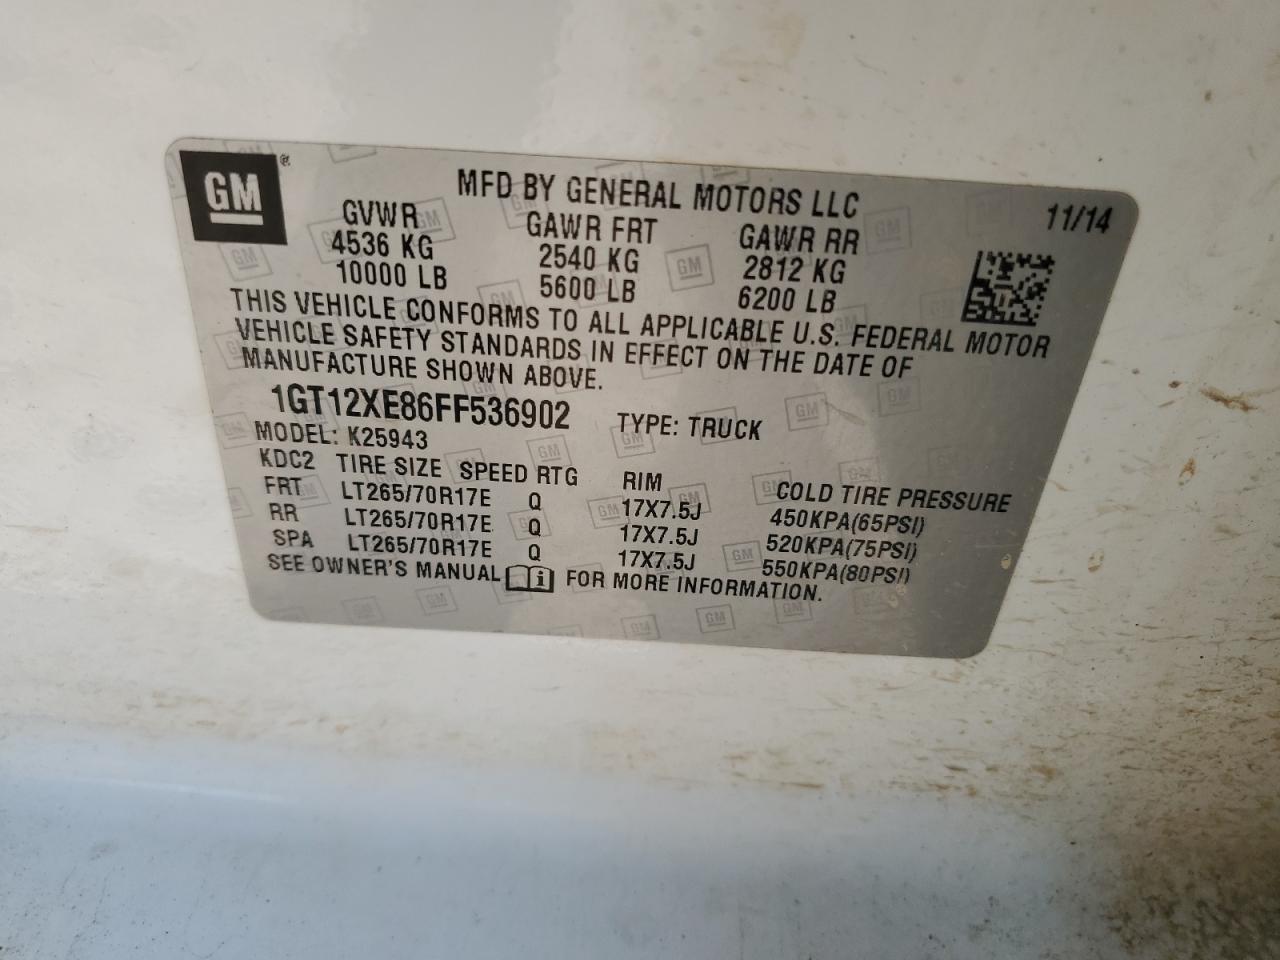 GM ®
MFD BY GENERAL MOTORS LLC 11/14
GVWR GAWR FRT GAWR RR
4536 KG 2540 KG 2812 KG
10000 LB 5600 LB 6200 LB
THIS VEHICLE CONFORMS TO ALL APPLICABLE U.S. FEDERAL MOTOR
VEHICLE SAFETY STANDARDS IN EFFECT ON THE DATE OF
MANUFACTURE SHOWN ABOVE.
1GT12XE86FF536902 TYPE: TRUCK
MODEL: K25943
KDC2 TIRE SIZE SPEED RTG RIM COLD TIRE PRESSURE
FRT LT265/70R17E Q 17X7.5J 450KPA(65PSI)
RR LT265/70R17E Q 17X7.5J 520KPA(75PSI)
SPA LT265/70R17E Q 17X7.5J 550KPA(80PSI)
SEE OWNER'S MANUAL i FOR MORE INFORMATION.